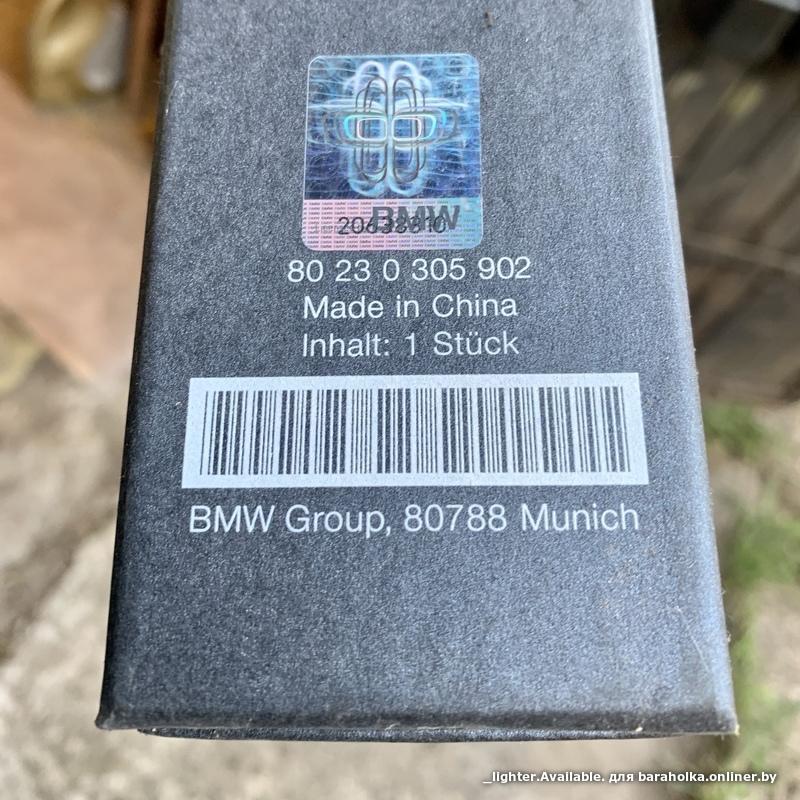 BMW
20633810
80 23 0 305 902
Made in China
Inhalt: 1 Stück
BMW Group, 80788 Munich
_lighter.Available. для baraholka.onliner.by